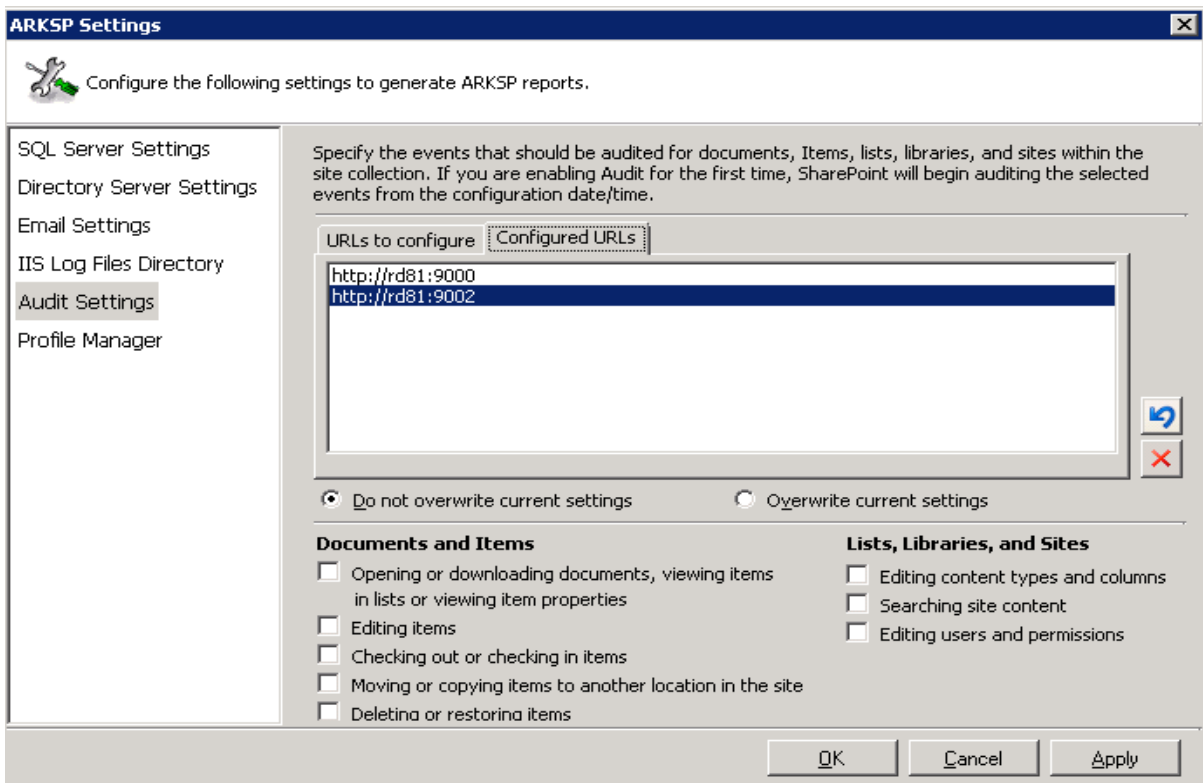 ARKSP Settings
Configure the following settings to generate ARKSP reports.
SQL Server Settings
Directory Server Settings
Email Settings
IIS Log Files Directory
Audit Settings
Profile Manager
Specify the events that should be audited for documents, Items, lists, libraries, and sites within the
site collection. If you are enabling Audit for the first time, SharePoint will begin auditing the selected
events from the configuration date/time.
URLs to configure
Configured URLs
http://rd81:9000
http://rd81:9002
Do not overwrite current settings
Overwrite current settings
Documents and Items
Opening or downloading documents, viewing items
in lists or viewing item properties
Editing items
Checking out or checking in items
Moving or copying items to another location in the site
Deleting or restoring items
Lists, Libraries, and Sites
Editing content types and columns
Searching site content
Editing users and permissions
OK
Cancel
Apply